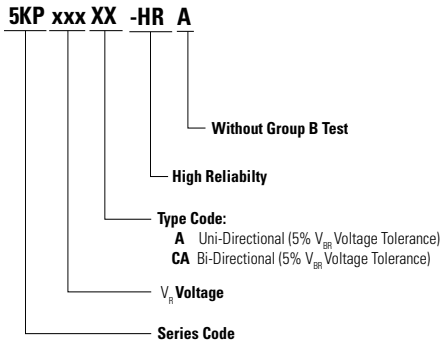 5KP xxx XX -HR A
Without Group B Test
High Reliabilty
Type Code:
A Uni-Directional (5% VBR Voltage Tolerance)
CA Bi-Directional (5% VBR Voltage Tolerance)
VR Voltage
Series Code